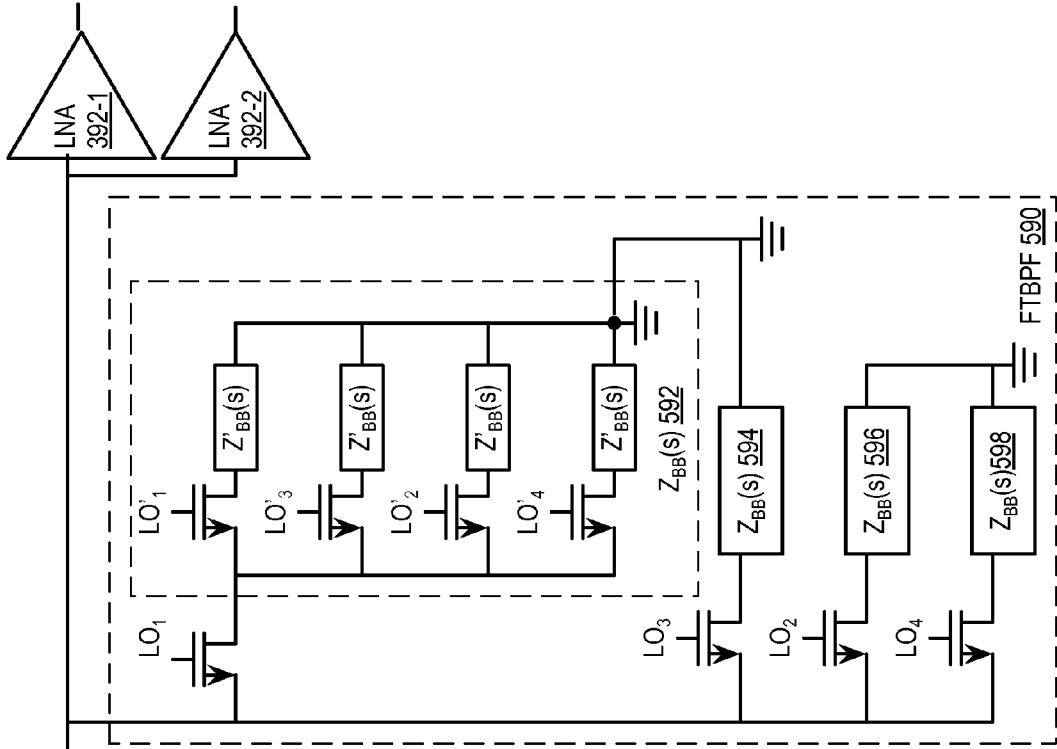 LNA
392-1
LNA
392-2
FTBPF 590
Z'BB(s)
Z'BB(s)
Z'BB(s)
Z'BB(s)
ZBB(s) 592
LO'1
LO'3
LO'2
LO'4
ZBB(s) 594
ZBB(s) 596
ZBB(s)598
LO1
LO3
LO2
LO4